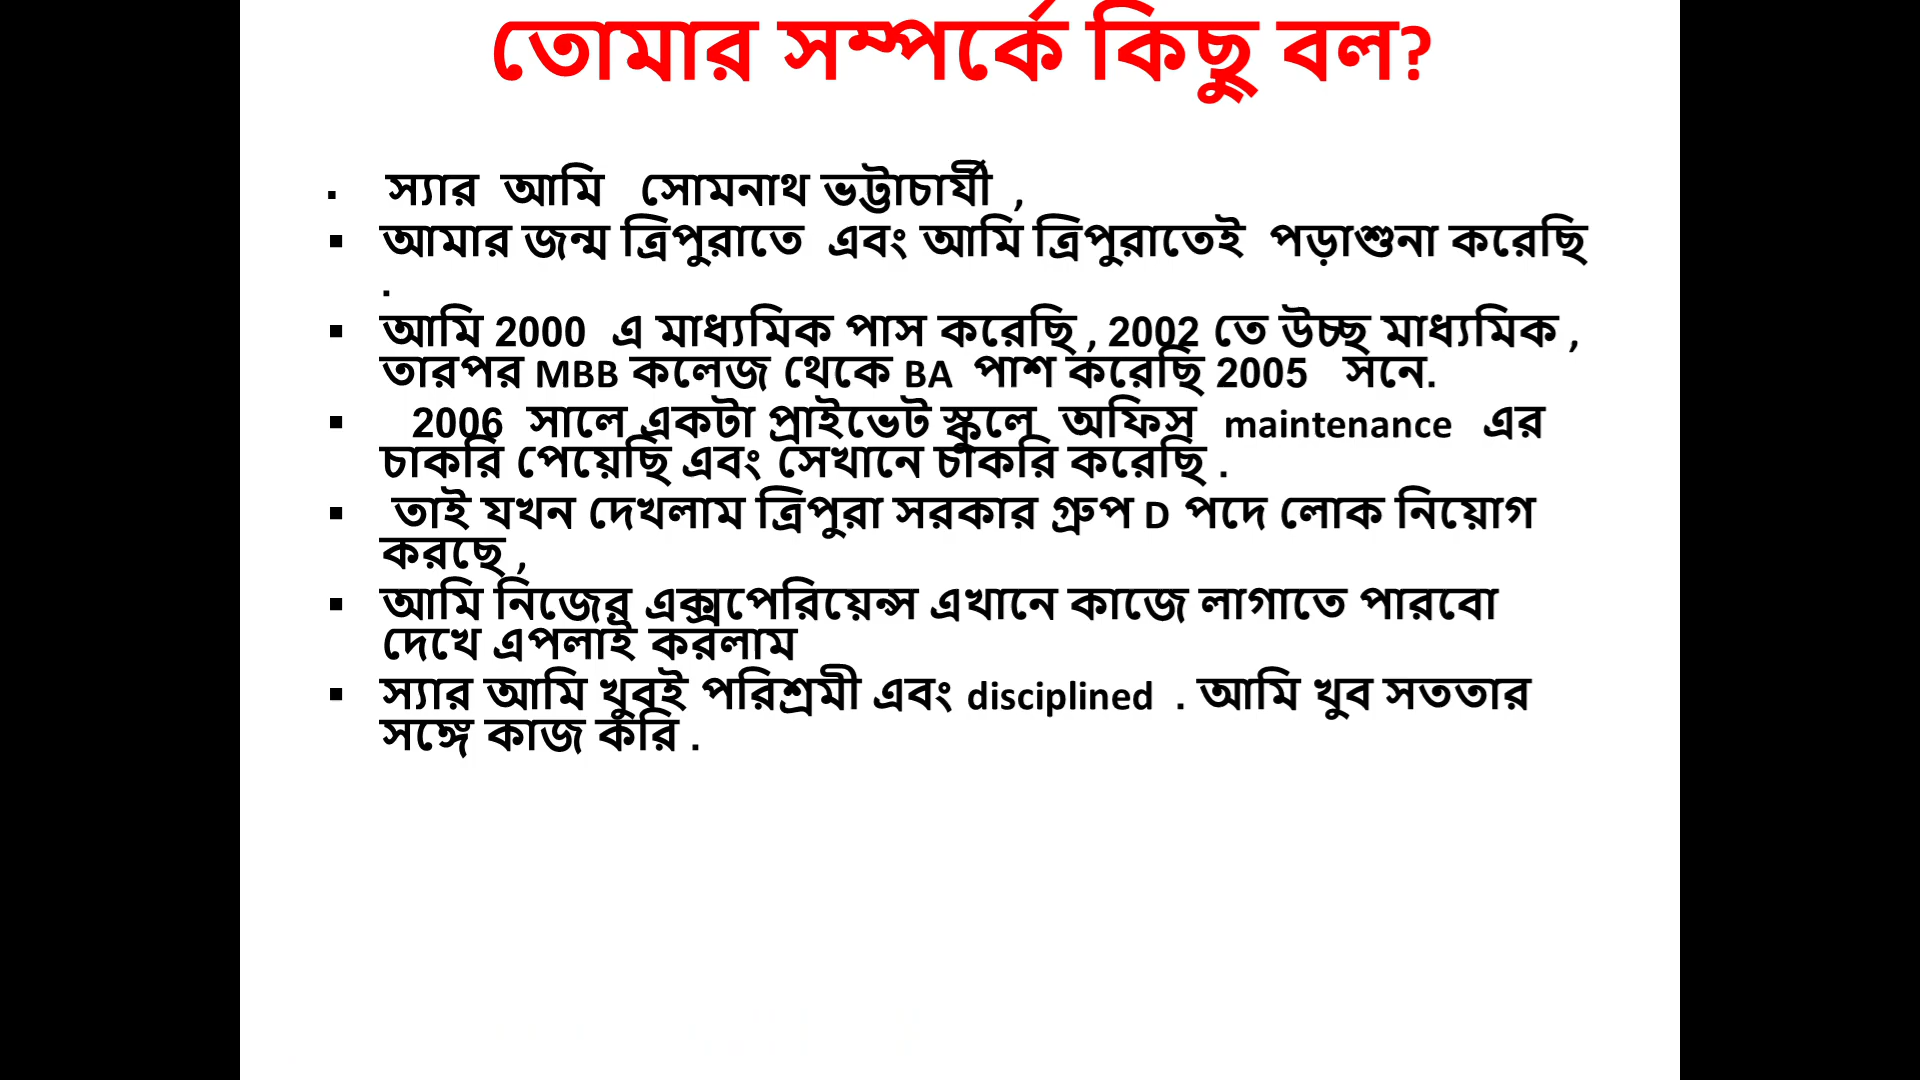 তোমার সম্পর্কে কিছু বল?
▪ স্যার আমি সোমনাথ ভট্টাচার্যী ,
▪ আমার জন্ম ত্রিপুরাতে এবং আমি ত্রিপুরাতেই পড়াশুনা করেছি
.
▪ আমি 2000 এ মাধ্যমিক পাস করেছি , 2002 তে উচ্ছ মাধ্যমিক ,
তারপর MBB কলেজ থেকে BA পাশ করেছি 2005 সনে.
▪ 2006 সালে একটা প্রাইভেট স্কুলে অফিস maintenance এর
চাকরি পেয়েছি এবং সেখানে চাকরি করেছি .
▪ তাই যখন দেখলাম ত্রিপুরা সরকার গ্রুপ D পদে লোক নিয়োগ
করছে ,
▪ আমি নিজের এক্সপেরিয়েন্স এখানে কাজে লাগাতে পারবো
দেখে এপলাই করলাম
▪ স্যার আমি খুবই পরিশ্রমী এবং disciplined . আমি খুব সততার
সঙ্গে কাজ করি .